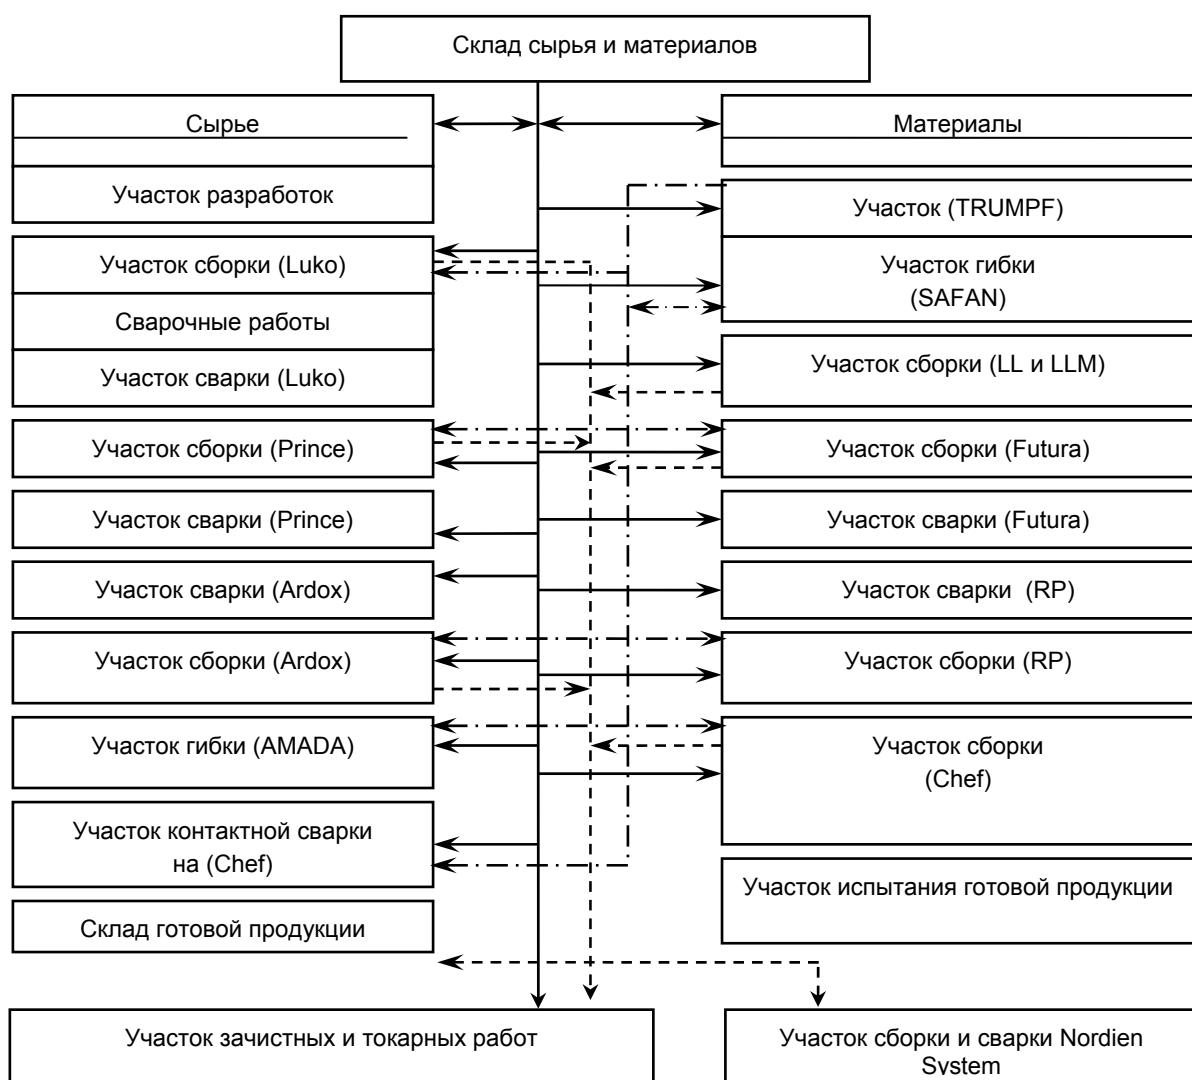 Склад сырья и материалов
Сырье
Материалы
Участок разработок
Участок (TRUMPF)
Участок сборки (Luko)
Участок гибки
(SAFAN)
Сварочные работы
Участок сварки (Luko)
Участок сборки (LL и LLM)
Участок сборки (Prince)
Участок сборки (Futura)
Участок сварки (Prince)
Участок сварки (Futura)
Участок сварки (Ardox)
Участок сварки (RP)
Участок сборки (Ardox)
Участок сборки (RP)
Участок гибки (AMADA)
Участок сборки
(Chef)
Участок контактной сварки
на (Chef)
Участок испытания готовой продукции
Склад готовой продукции
Участок зачистных и токарных работ
Участок сборки и сварки Nordien
System